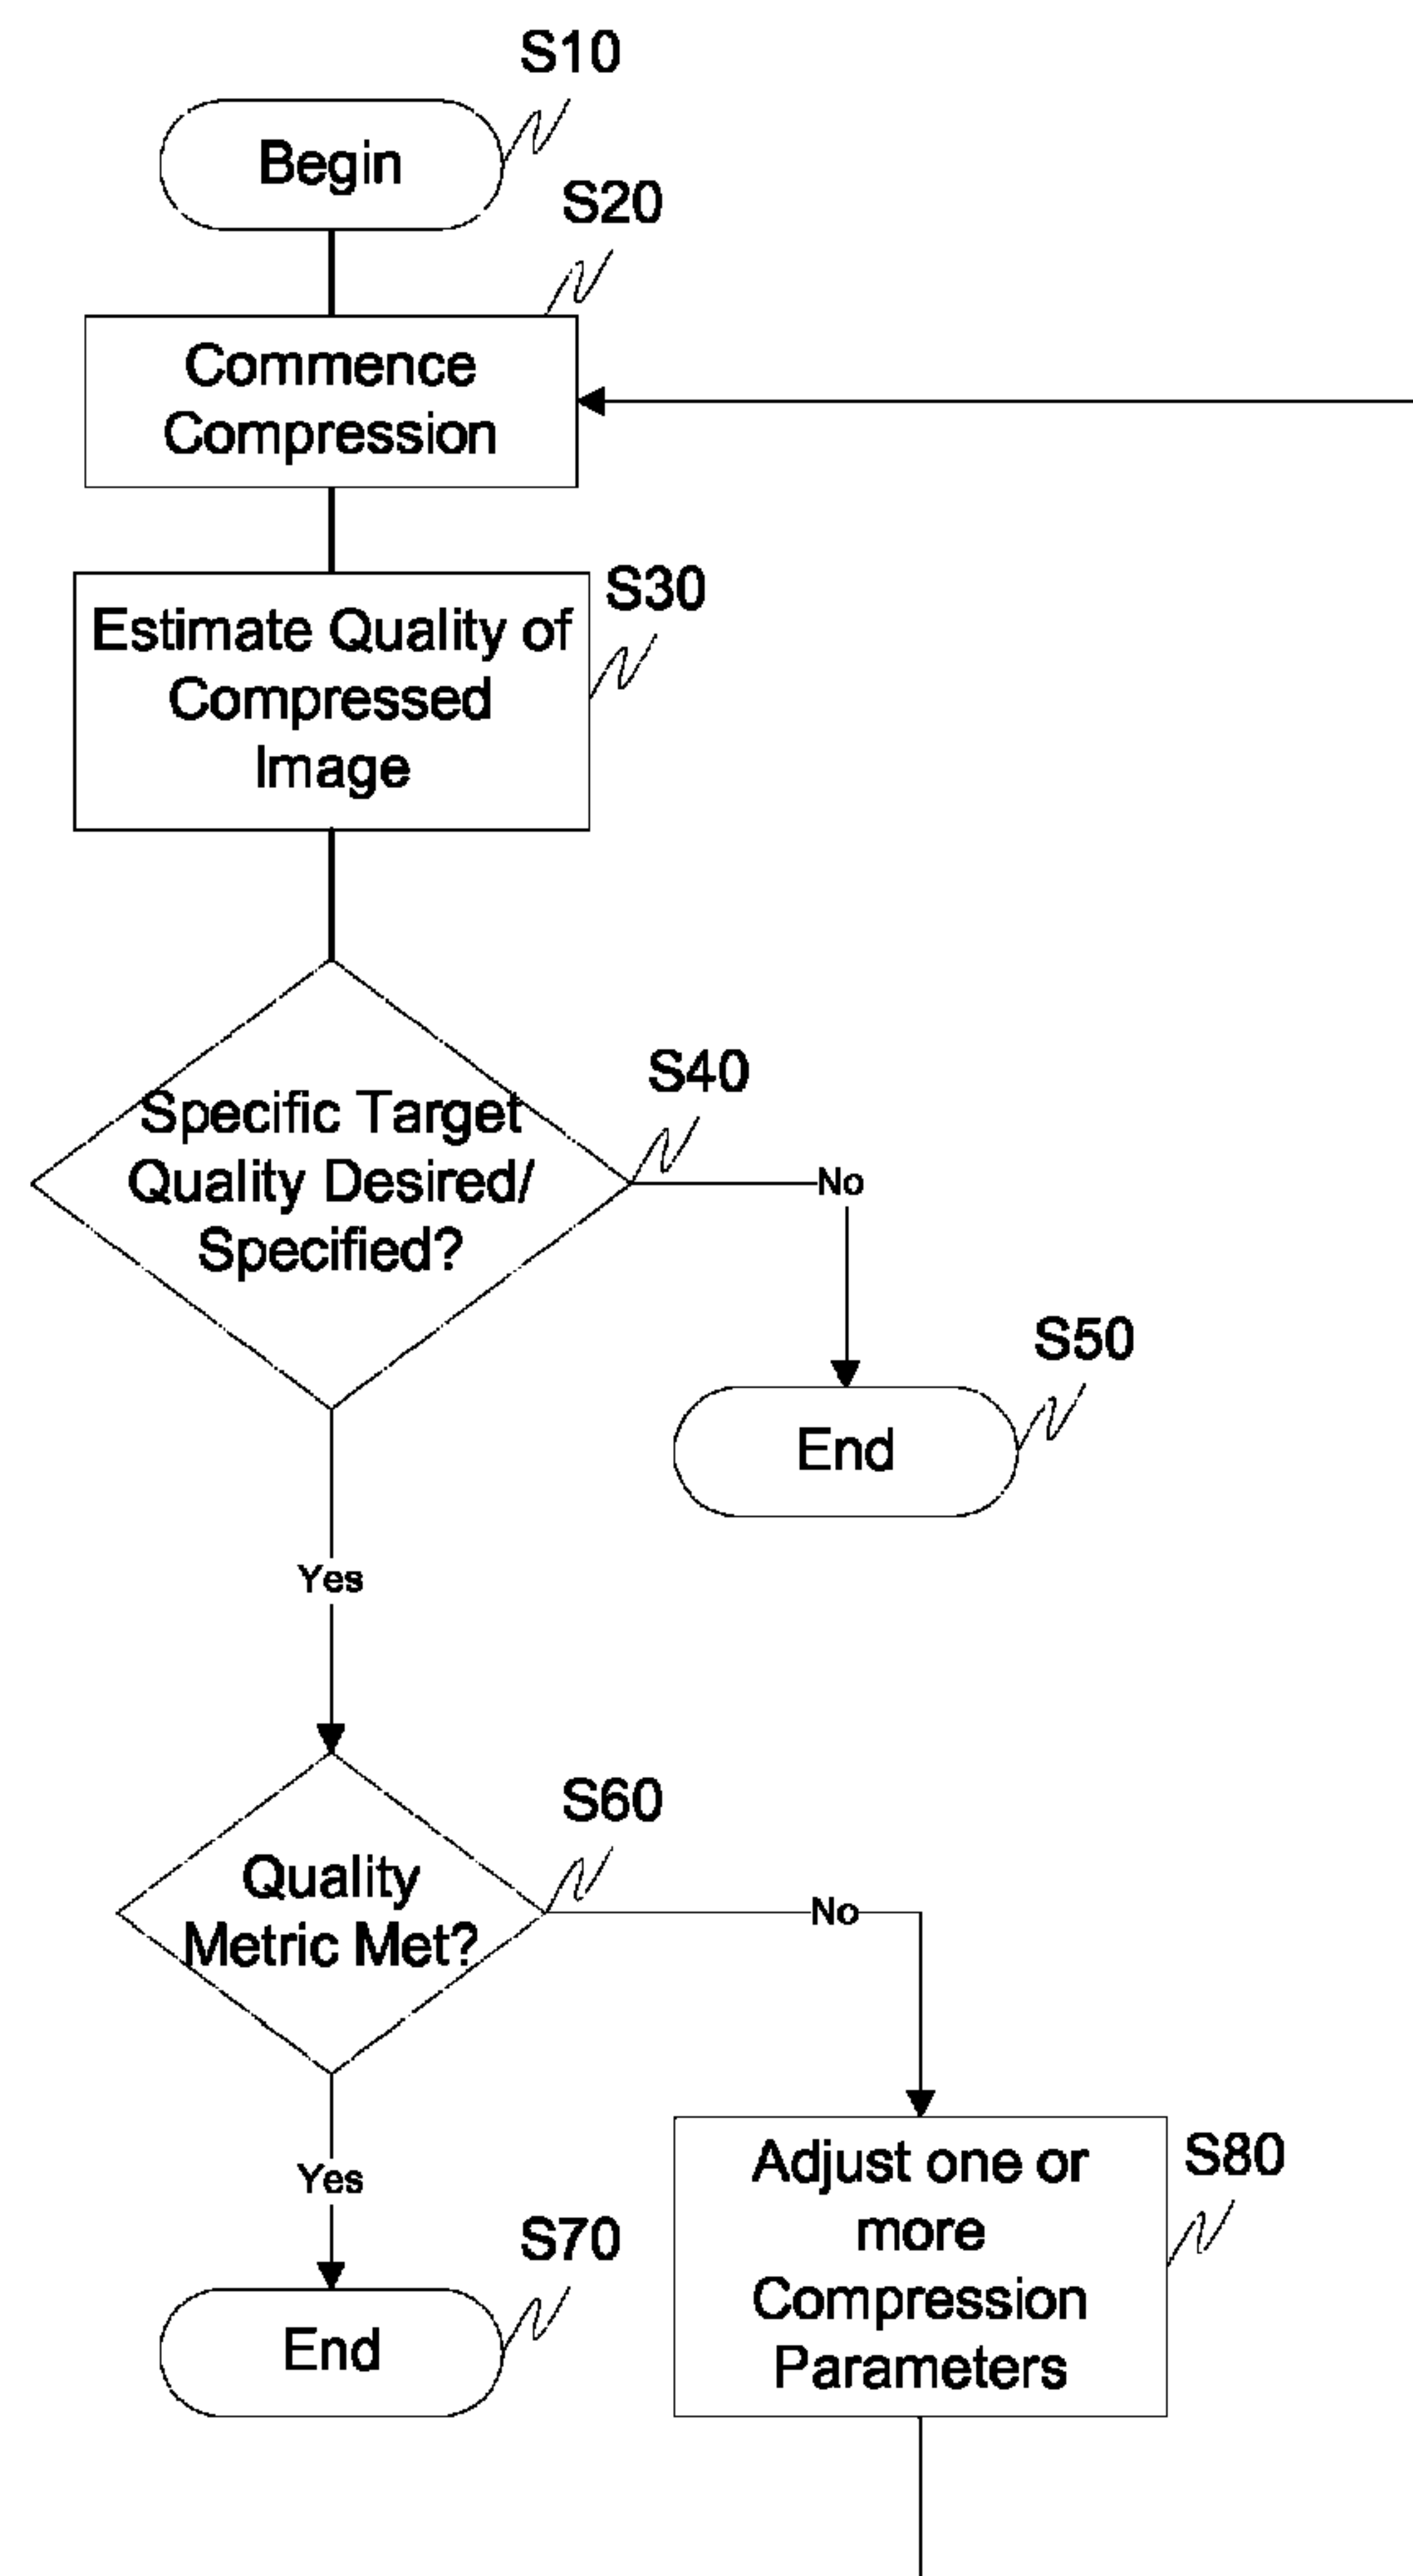 S10
Begin
S20
Commence
Compression
S30
Estimate Quality of
Compressed
Image
S40
Specific Target
Quality Desired/
Specified?
No
S50
End
Yes
S60
Quality
Metric Met?
No
Yes
S80
Adjust one or
more
Compression
Parameters
S70
End